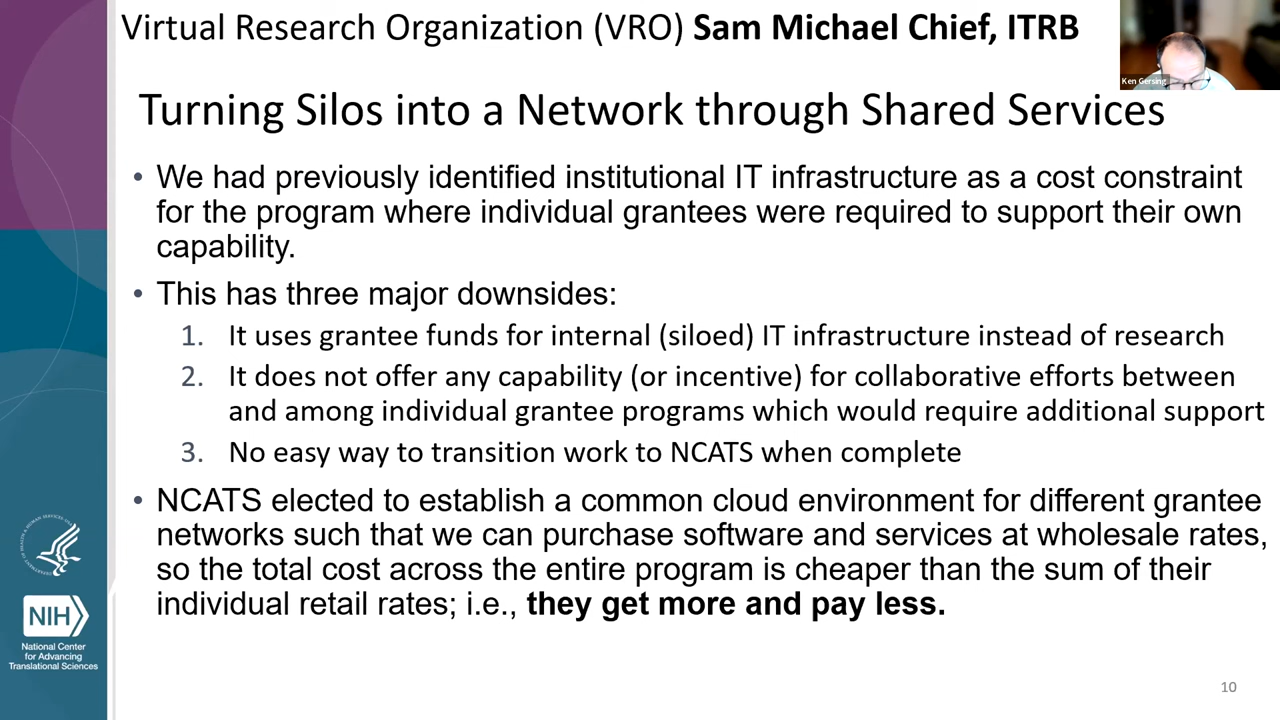 Virtual Research Organization (VRO) Sam Michael Chief, ITRB
Ken Gersing
Turning Silos into a Network through Shared Services
• We had previously identified institutional IT infrastructure as a cost constraint
for the program where individual grantees were required to support their own
capability.
• This has three major downsides:
1. It uses grantee funds for internal (siloed) IT infrastructure instead of research
2. It does not offer any capability (or incentive) for collaborative efforts between
and among individual grantee programs which would require additional support
3. No easy way to transition work to NCATS when complete
• NCATS elected to establish a common cloud environment for different grantee
networks such that we can purchase software and services at wholesale rates,
so the total cost across the entire program is cheaper than the sum of their
individual retail rates; i.e., they get more and pay less.
NIH
National Center
for Advancing
Translational Sciences
10